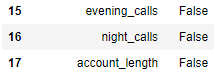 15 evening_calls False
16 night_calls False
17 account_length False